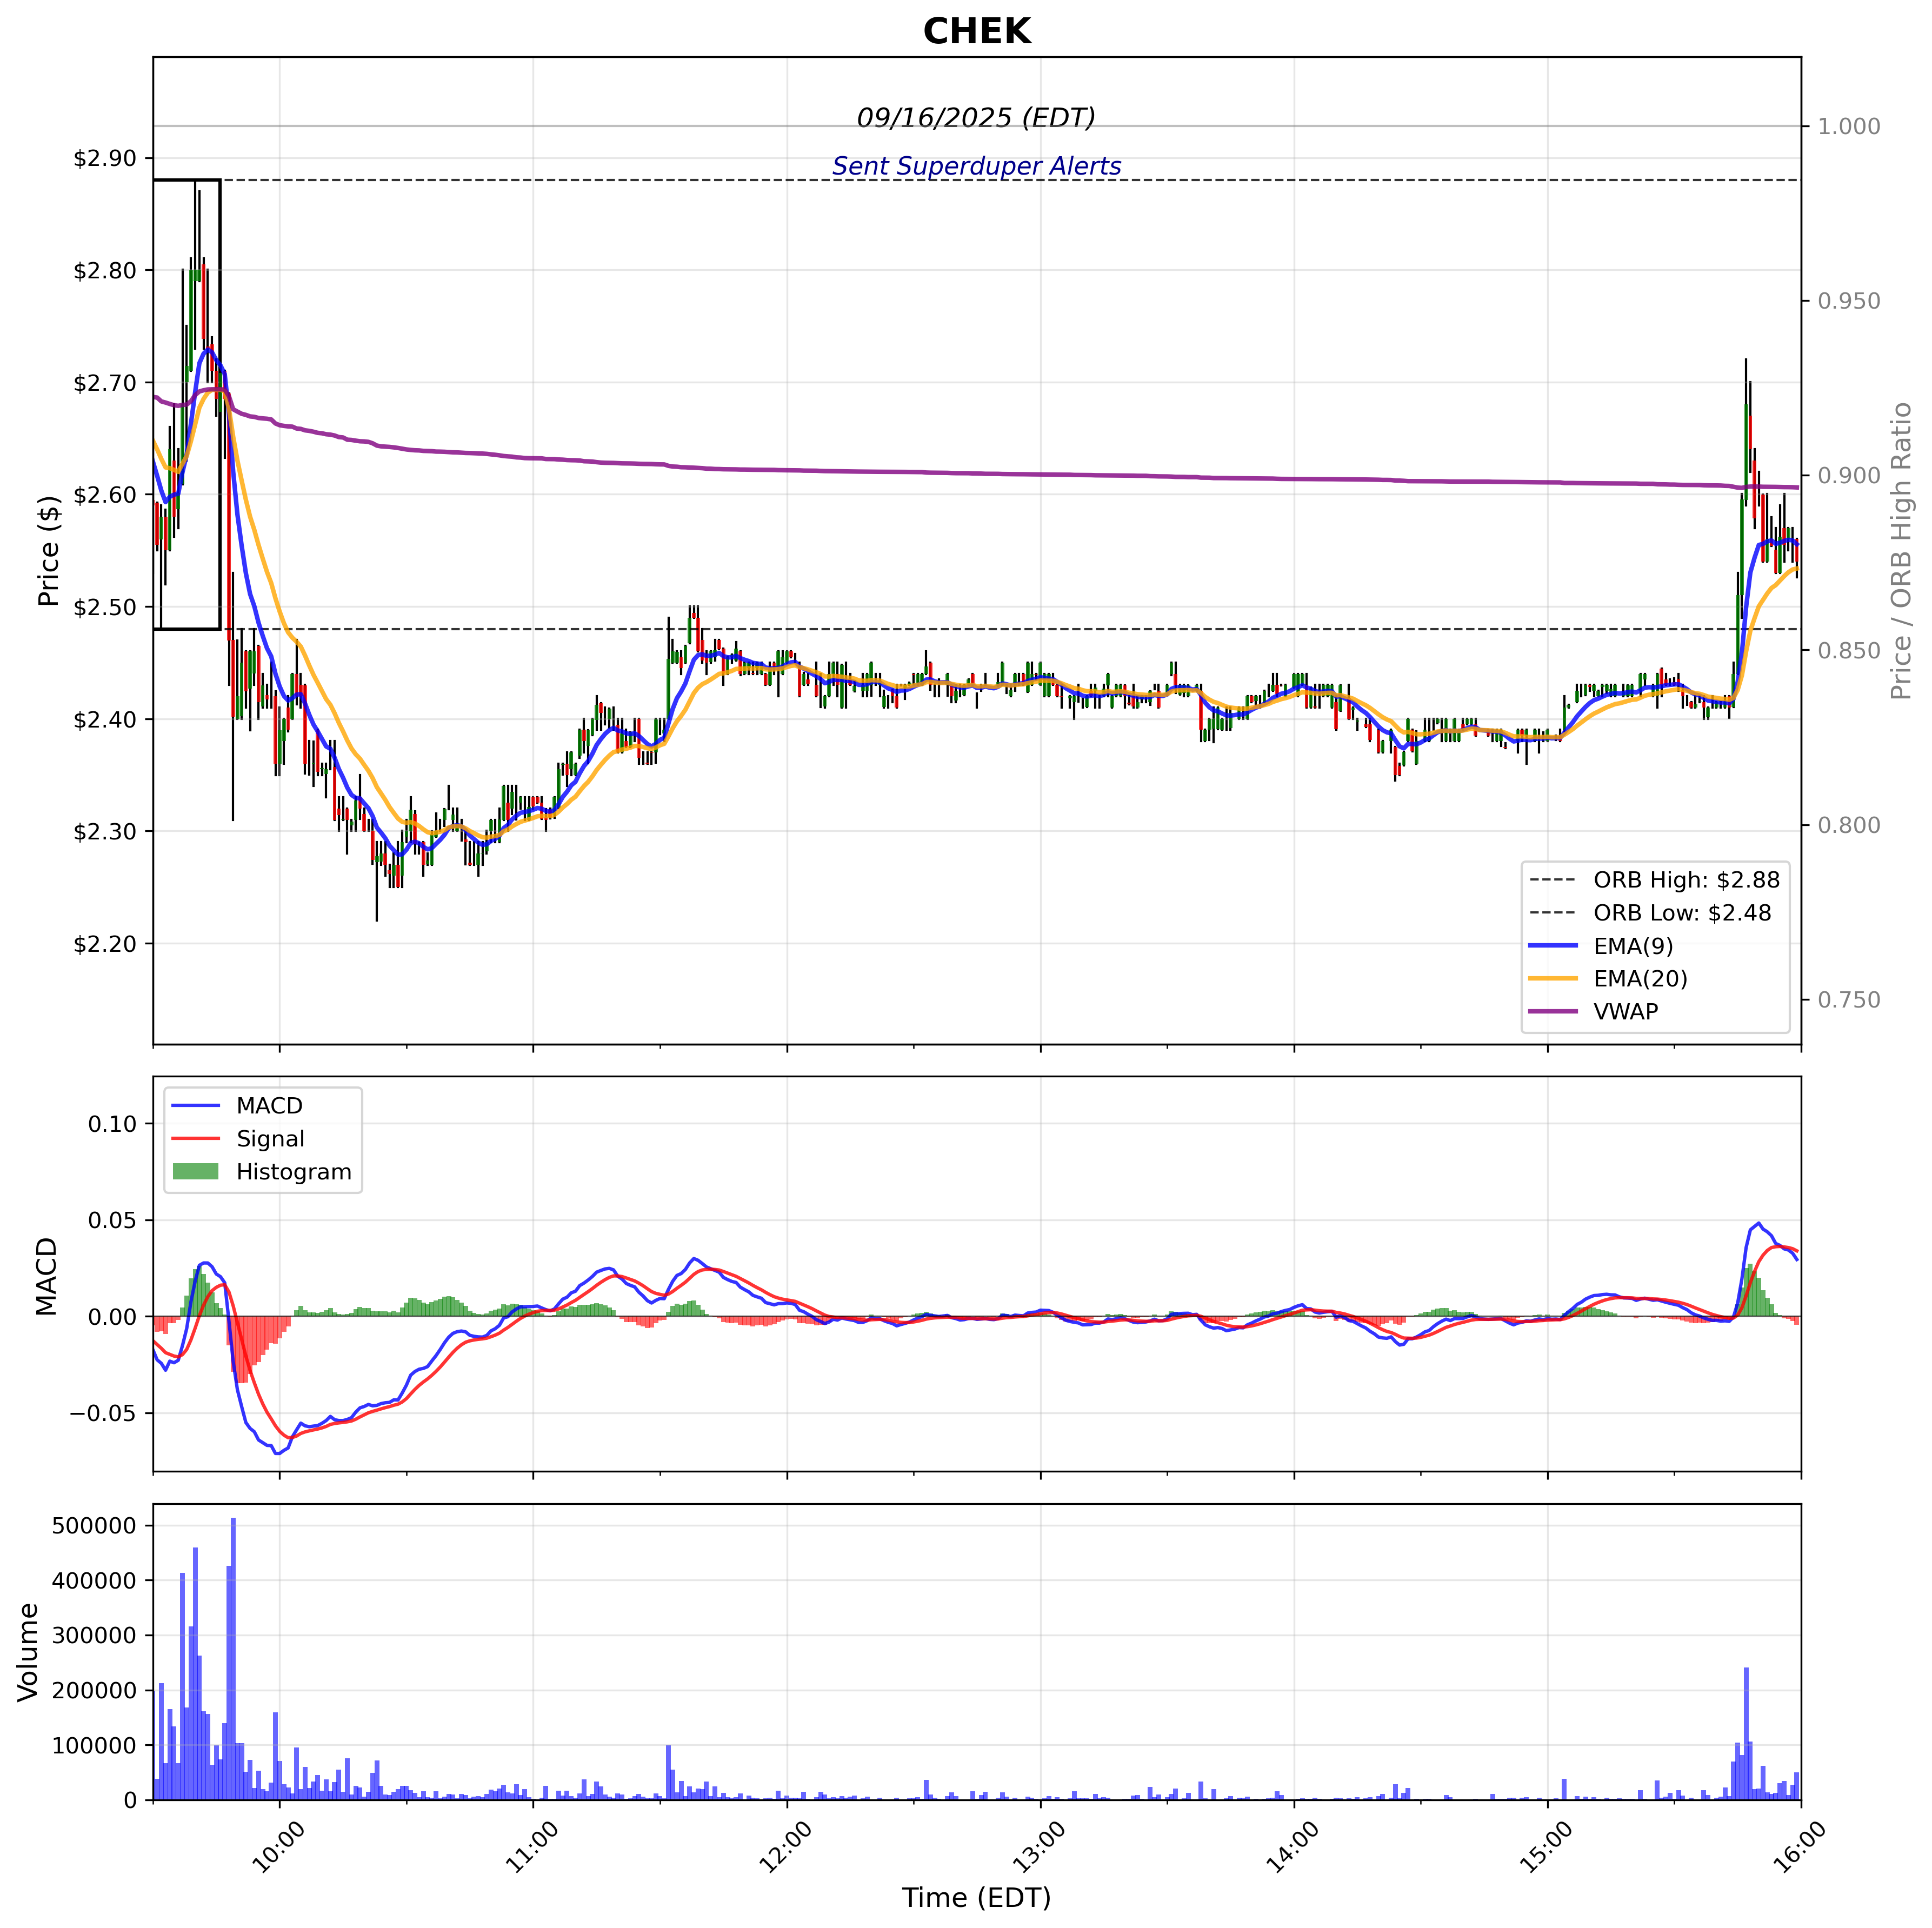 CHEK
09/16/2025 (EDT)
Sent Superduper Alerts
$2.90
$2.80
$2.70
$2.60
$2.50
$2.40
$2.30
$2.20
Price ($)
1.000
0.950
0.900
0.850
0.800
0.750
Price / ORB High Ratio
ORB High: $2.88
ORB Low: $2.48
EMA(9)
EMA(20)
VWAP
MACD
Signal
Histogram
0.10
0.05
0.00
−0.05
MACD
500000
400000
300000
200000
100000
0
Volume
10:00
11:00
12:00
13:00
14:00
15:00
16:00
Time (EDT)